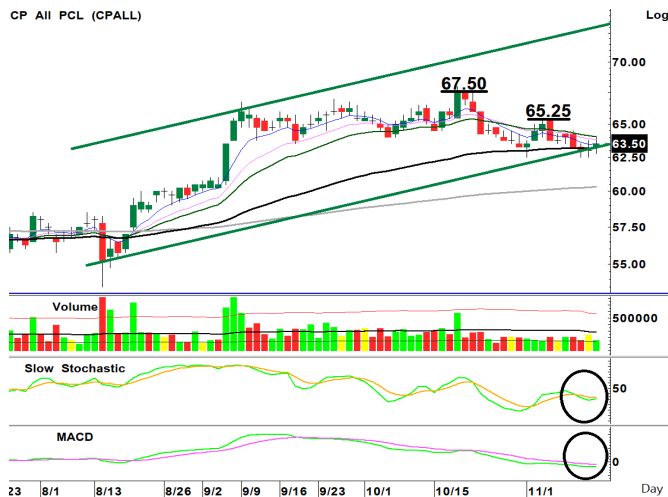 CP All PCL (CPALL) Log
70.00
67.50
65.25
65.00
63.50
62.50
60.00
57.50
55.00
Volume
500000
Slow Stochastic
50
MACD
0
23 8/1 8/13 8/26 9/2 9/9 9/16 9/23 10/1 10/15 11/1 Day